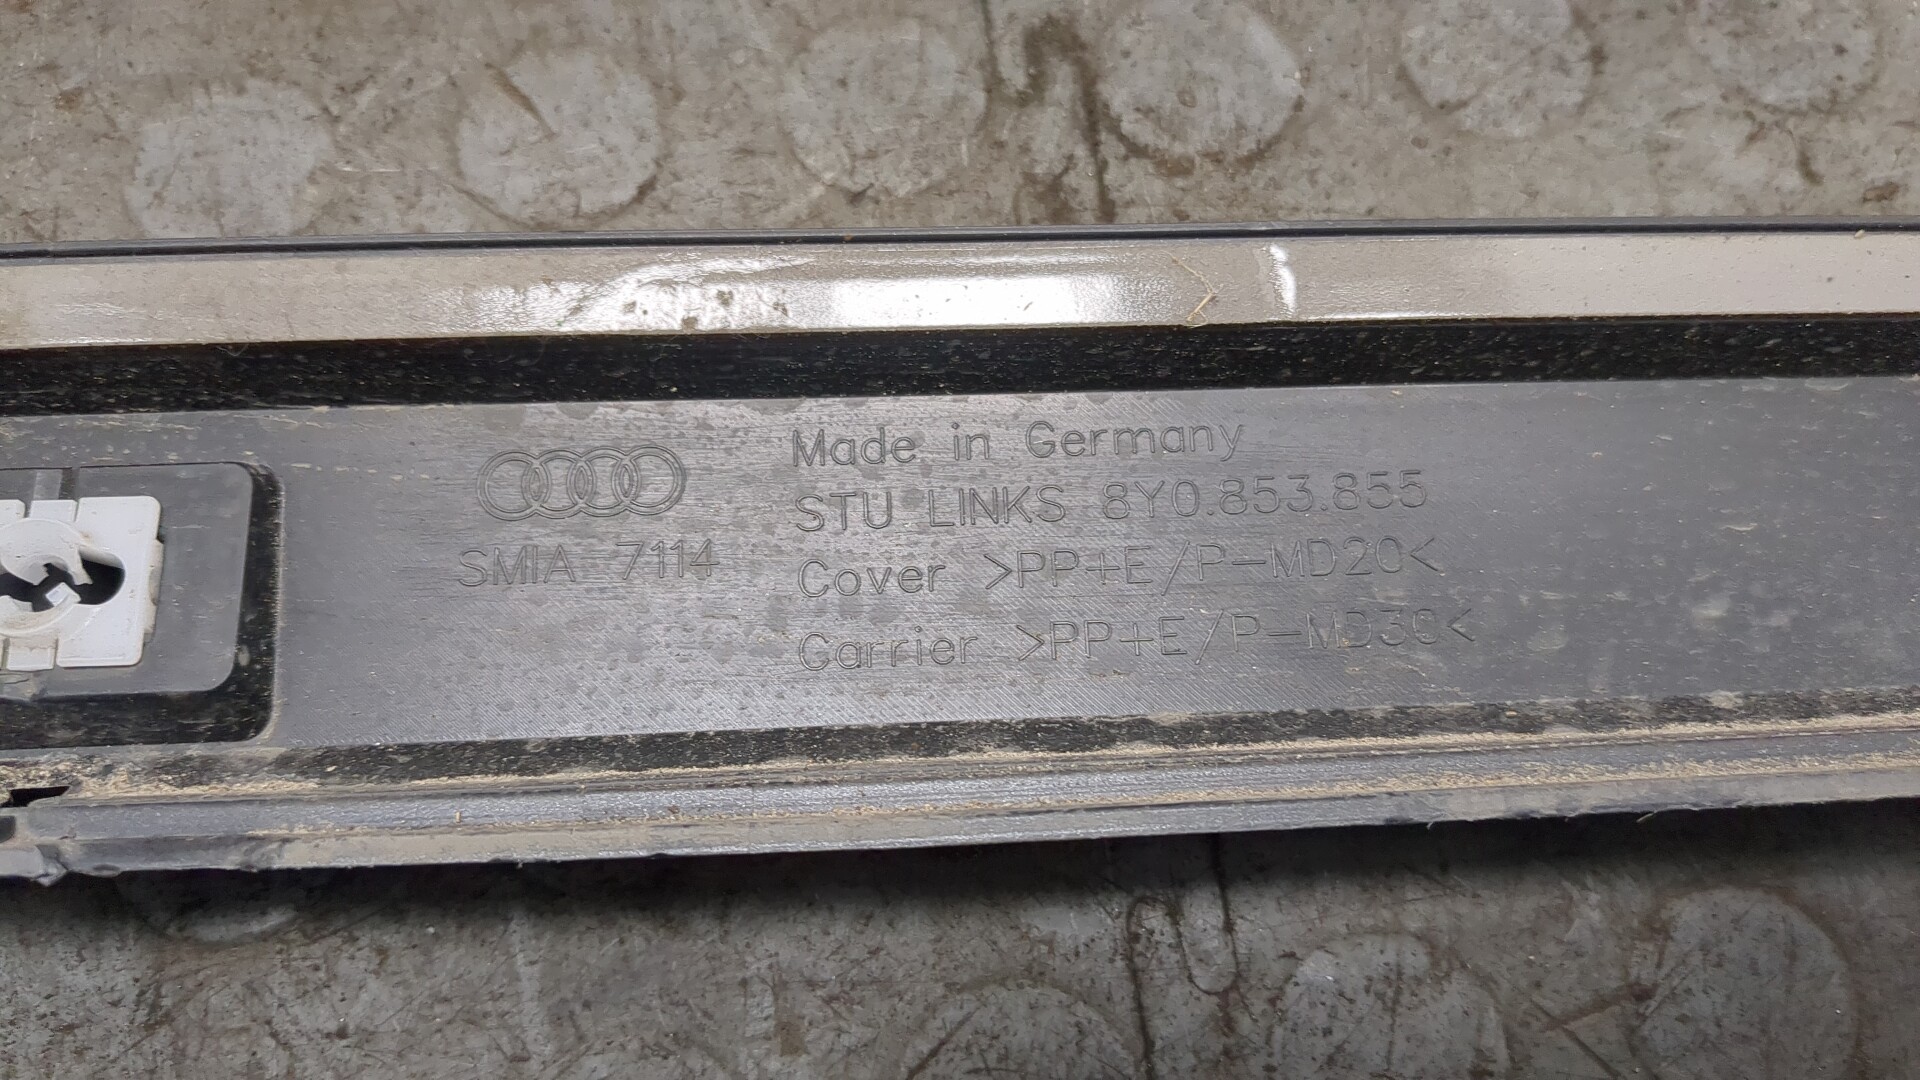 Made in Germany
STU LINKS 8Y0.853.855
SMIA 7114
Cover >PP+E/P-MD20<
Carrier >PP+E/P-MD30<